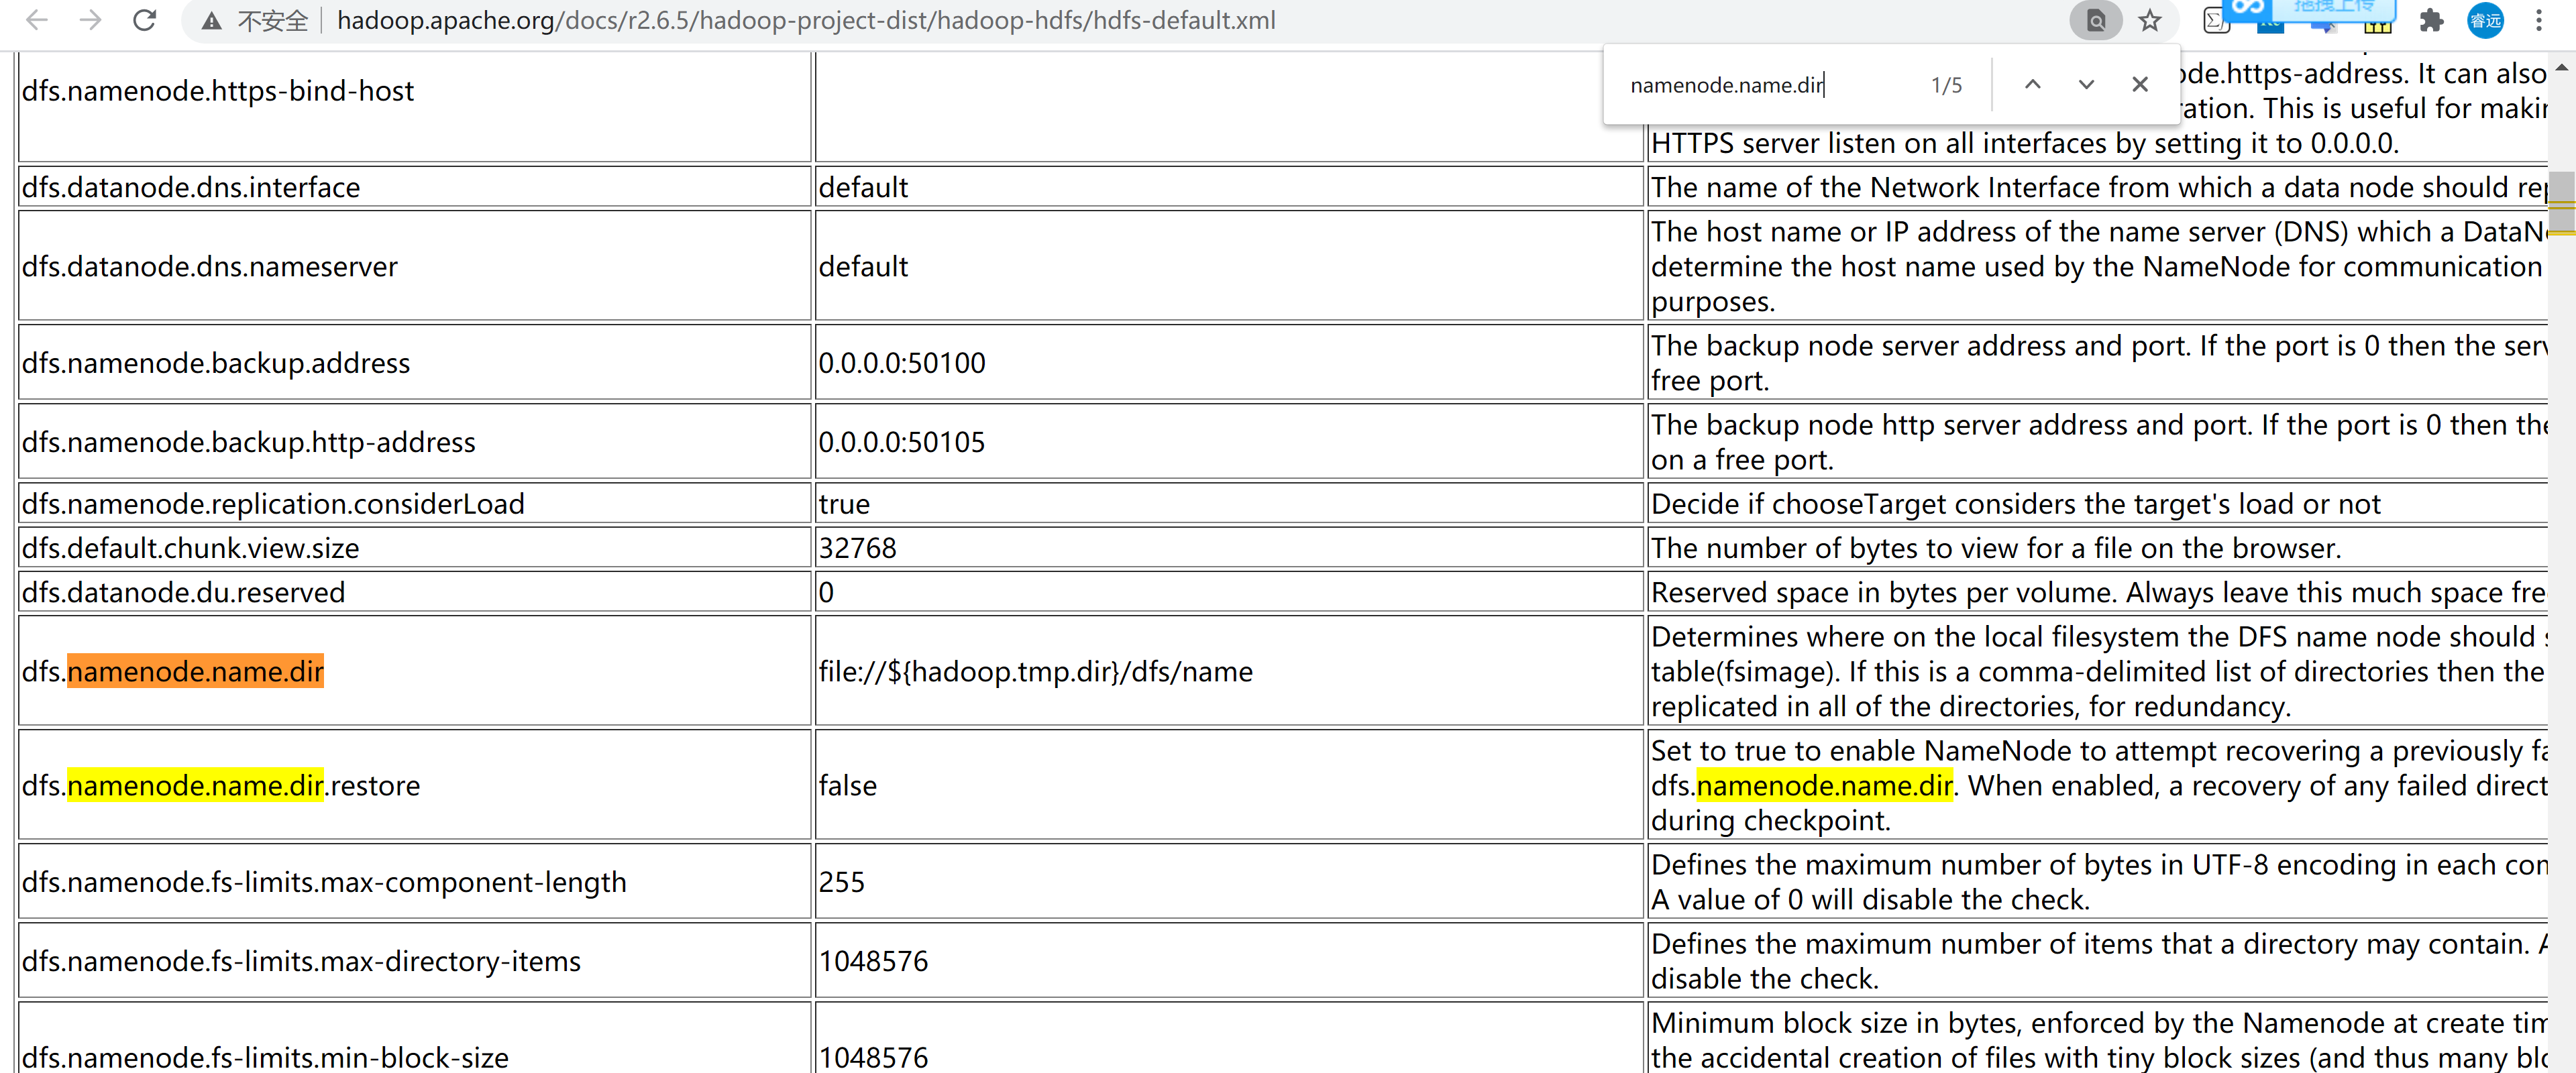 不安全 hadoop.apache.org/docs/r2.6.5/hadoop-project-dist/hadoop-hdfs/hdfs-default.xml
拖拽上传
睿远
namenode.name.dir 1/5
dfs.namenode.https-bind-host
de.https-address. It can also
ration. This is useful for makin
HTTPS server listen on all interfaces by setting it to 0.0.0.0.
dfs.datanode.dns.interface default The name of the Network Interface from which a data node should rep
dfs.datanode.dns.nameserver default
The host name or IP address of the name server (DNS) which a DataN
determine the host name used by the NameNode for communication
purposes.
dfs.namenode.backup.address 0.0.0.0:50100
The backup node server address and port. If the port is 0 then the serv
free port.
dfs.namenode.backup.http-address 0.0.0.0:50105
The backup node http server address and port. If the port is 0 then the
on a free port.
dfs.namenode.replication.considerLoad true Decide if chooseTarget considers the target's load or not
dfs.default.chunk.view.size 32768 The number of bytes to view for a file on the browser.
dfs.datanode.du.reserved 0 Reserved space in bytes per volume. Always leave this much space fre
dfs.namenode.name.dir file://${hadoop.tmp.dir}/dfs/name
Determines where on the local filesystem the DFS name node should s
table(fsimage). If this is a comma-delimited list of directories then the
replicated in all of the directories, for redundancy.
dfs.namenode.name.dir.restore false
Set to true to enable NameNode to attempt recovering a previously fa
dfs.namenode.name.dir. When enabled, a recovery of any failed direct
during checkpoint.
dfs.namenode.fs-limits.max-component-length 255
Defines the maximum number of bytes in UTF-8 encoding in each con
A value of 0 will disable the check.
dfs.namenode.fs-limits.max-directory-items 1048576
Defines the maximum number of items that a directory may contain. A
disable the check.
dfs.namenode.fs-limits.min-block-size 1048576
Minimum block size in bytes, enforced by the Namenode at create tim
the accidental creation of files with tiny block sizes (and thus many blo